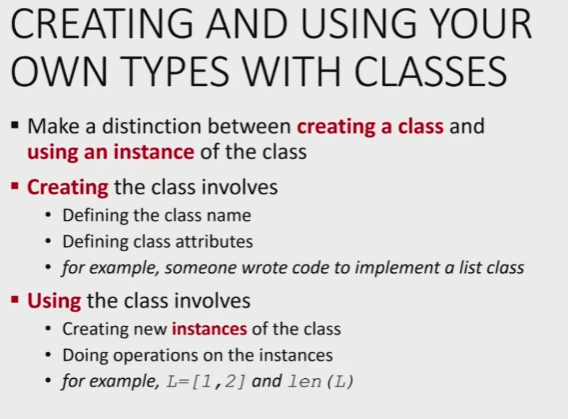 CREATING AND USING YOUR
OWN TYPES WITH CLASSES
▪ Make a distinction between creating a class and
using an instance of the class
▪ Creating the class involves
• Defining the class name
• Defining class attributes
• for example, someone wrote code to implement a list class
▪ Using the class involves
• Creating new instances of the class
• Doing operations on the instances
• for example, L=[1,2] and len(L)